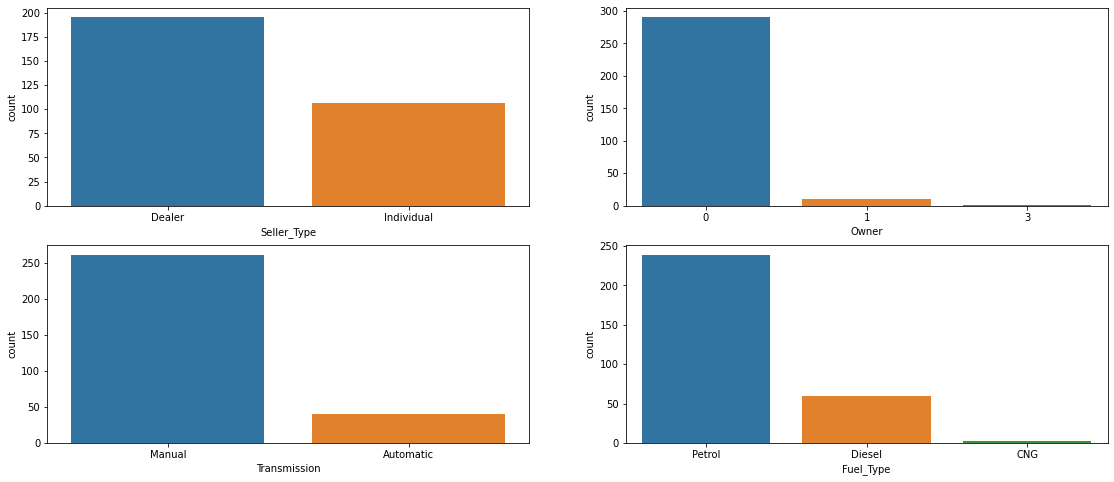 200
175
150
125
100
75
50
25
0
count
Dealer Individual
Seller_Type
300
250
200
150
100
50
0
count
0 1 3
Owner
250
200
150
100
50
0
count
Manual Automatic
Transmission
250
200
150
100
50
0
count
Petrol Diesel CNG
Fuel_Type